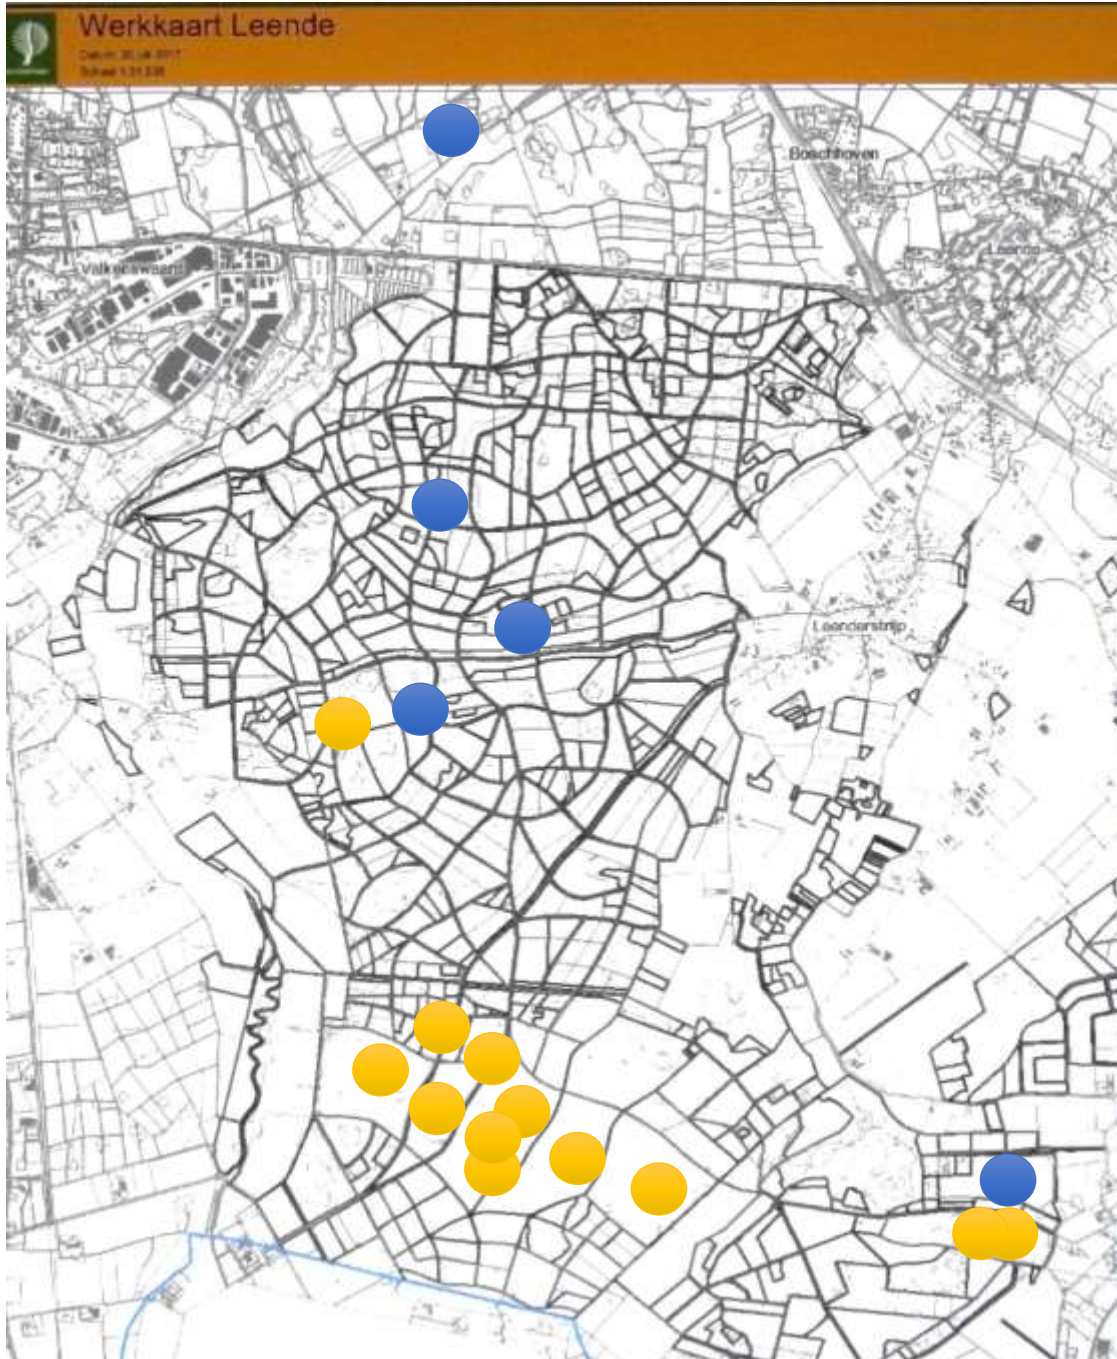 Werkkaart Leende
Boschhoven
Leende
Valkenswaard
Leenderstrijp